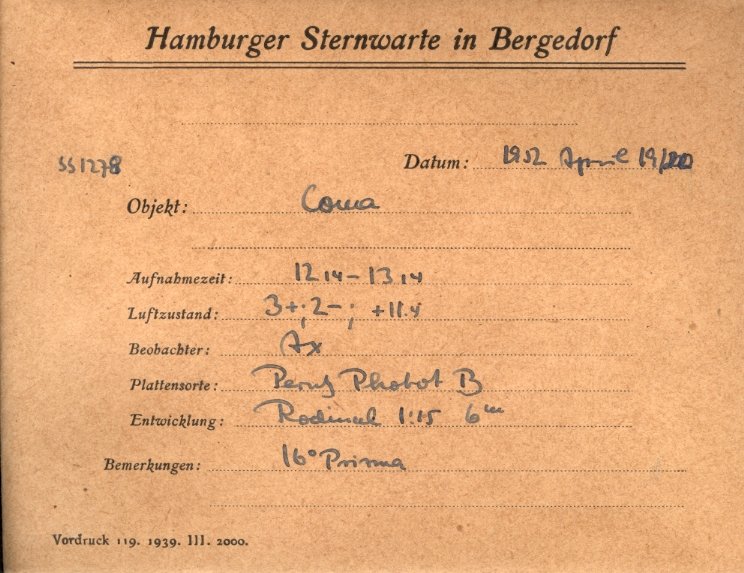 Hamburger Sternwarte in Bergedorf
SS1278 Datum: 1952 April 19/20
Objekt: Coma
Aufnahmezeit: 12 14 - 13 14
Luftzustand: 3+; 2-; +11.4
Beobachter: Ax
Plattensorte: Perutz Phobot B
Entwicklung: Rodinal 1:15 6m
Bemerkungen: 16° Prisma
Vordruck 119. 1939. III. 2000.